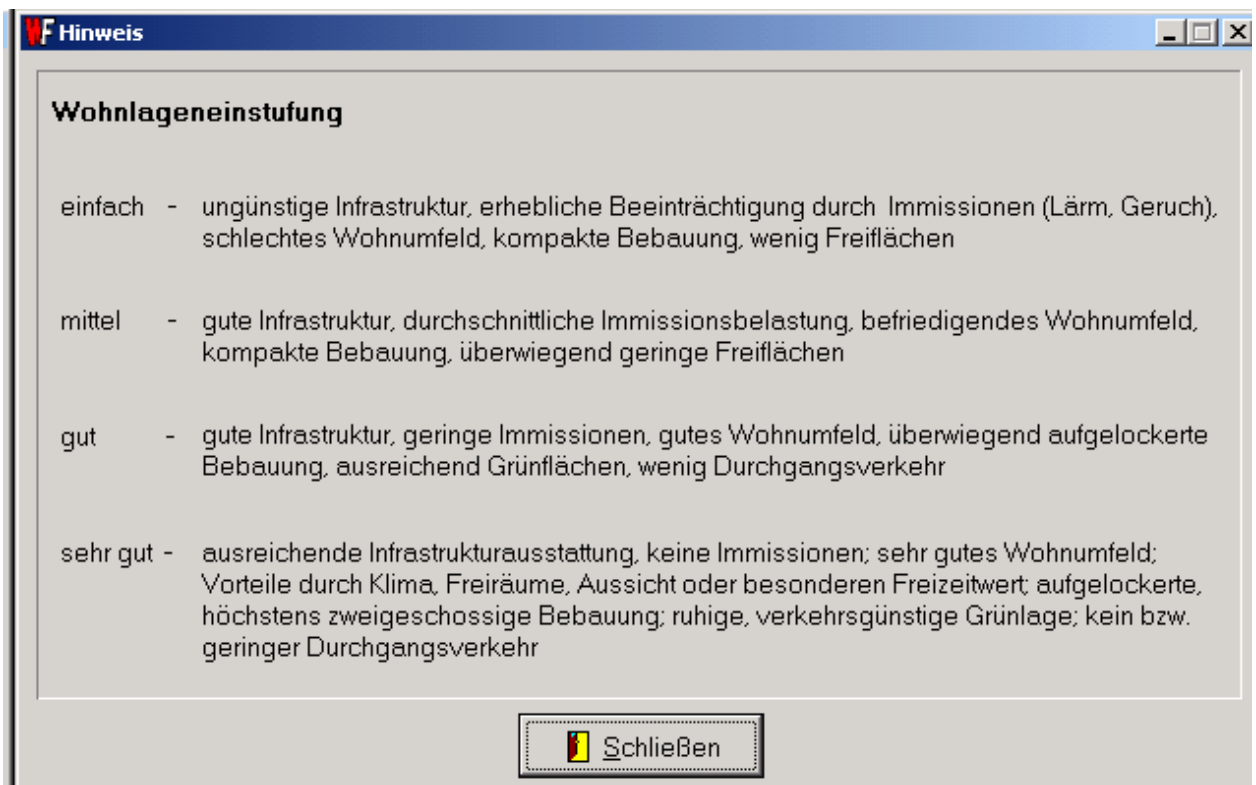 WF Hinweis
Wohnlageneinstufung
einfach - ungünstige Infrastruktur, erhebliche Beeinträchtigung durch Immissionen (Lärm, Geruch),
schlechtes Wohnumfeld, kompakte Bebauung, wenig Freiflächen
mittel - gute Infrastruktur, durchschnittliche Immissionsbelastung, befriedigendes Wohnumfeld,
kompakte Bebauung, überwiegend geringe Freiflächen
gut - gute Infrastruktur, geringe Immissionen, gutes Wohnumfeld, überwiegend aufgelockerte
Bebauung, ausreichend Grünflächen, wenig Durchgangsverkehr
sehr gut - ausreichende Infrastrukturausstattung, keine Immissionen; sehr gutes Wohnumfeld;
Vorteile durch Klima, Freiräume, Aussicht oder besonderen Freizeitwert; aufgelockerte,
höchstens zweigeschossige Bebauung; ruhige, verkehrsgünstige Grünlage; kein bzw.
geringer Durchgangsverkehr
Schließen